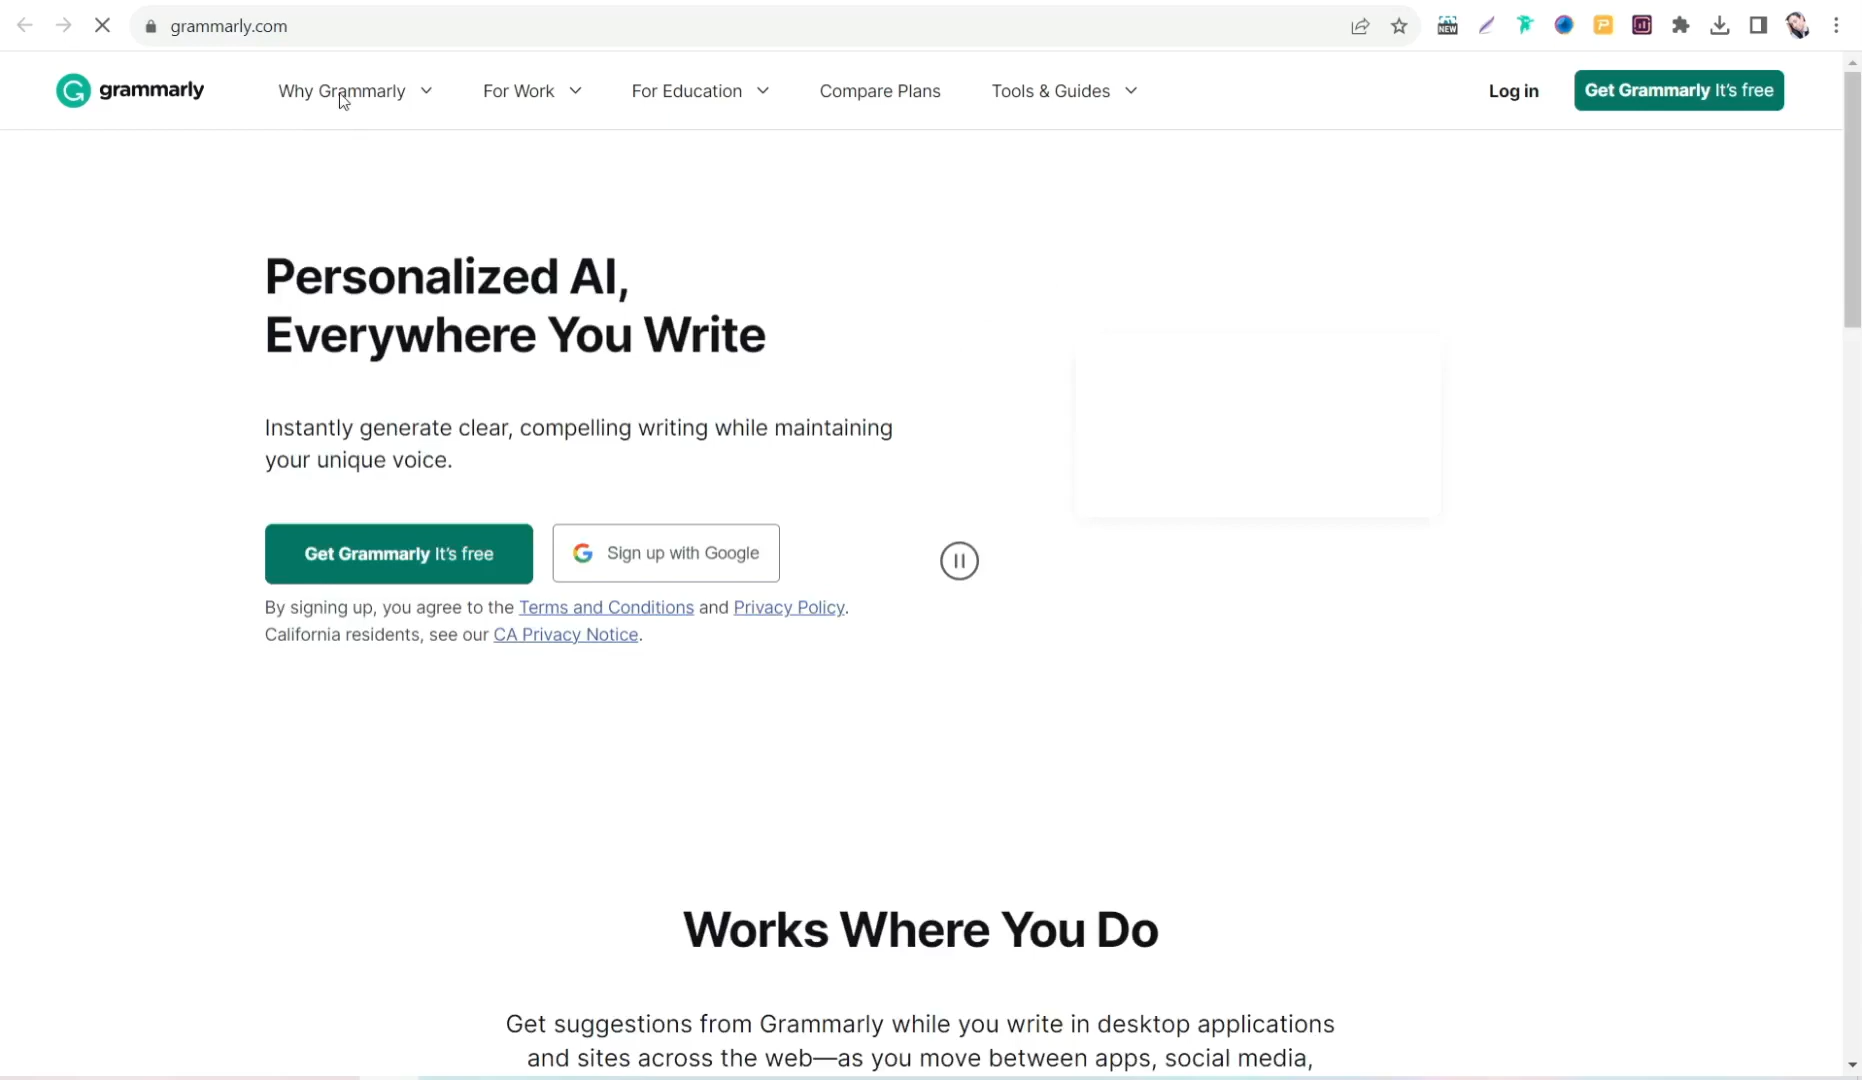 grammarly.com
NEW
grammarly
Why Grammarly
For Work
For Education
Compare Plans
Tools & Guides
Log in
Get Grammarly It's free
Personalized AI,
Everywhere You Write
Instantly generate clear, compelling writing while maintaining
your unique voice.
Get Grammarly It's free
Sign up with Google
By signing up, you agree to the Terms and Conditions and Privacy Policy.
California residents, see our CA Privacy Notice.
Works Where You Do
Get suggestions from Grammarly while you write in desktop applications
and sites across the web—as you move between apps, social media,